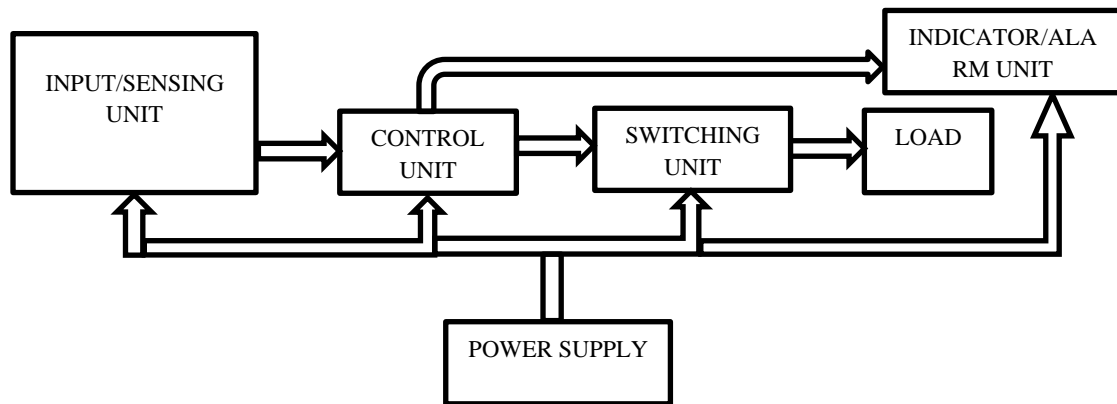 INPUT/SENSING
UNIT
CONTROL
UNIT
SWITCHING
UNIT
LOAD
INDICATOR/ALA
RM UNIT
POWER SUPPLY